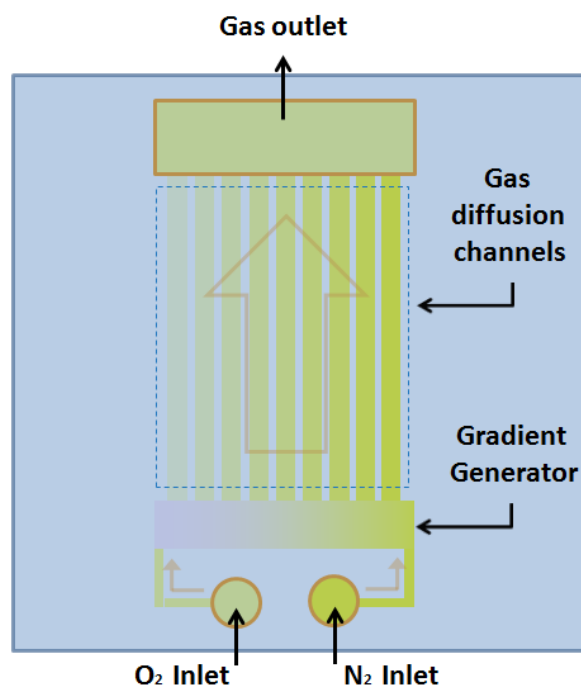 Gas outlet
Gas
diffusion
channels
Gradient
Generator
O₂ Inlet
N₂ Inlet